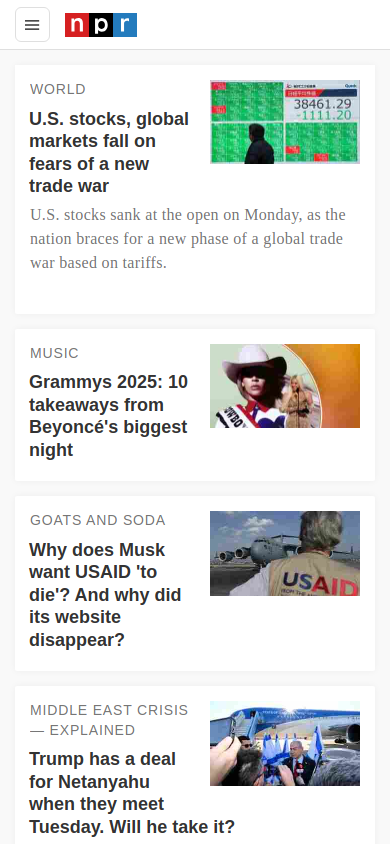 npr
WORLD
U.S. stocks, global
markets fall on
fears of a new
trade war
38461.29
-1111.20
U.S. stocks sank at the open on Monday, as the
nation braces for a new phase of a global trade
war based on tariffs.
MUSIC
Grammys 2025: 10
takeaways from
Beyoncé's biggest
night
GOATS AND SODA
Why does Musk
want USAID 'to
die'? And why did
its website
disappear?
USAID
MIDDLE EAST CRISIS
— EXPLAINED
Trump has a deal
for Netanyahu
when they meet
Tuesday. Will he take it?